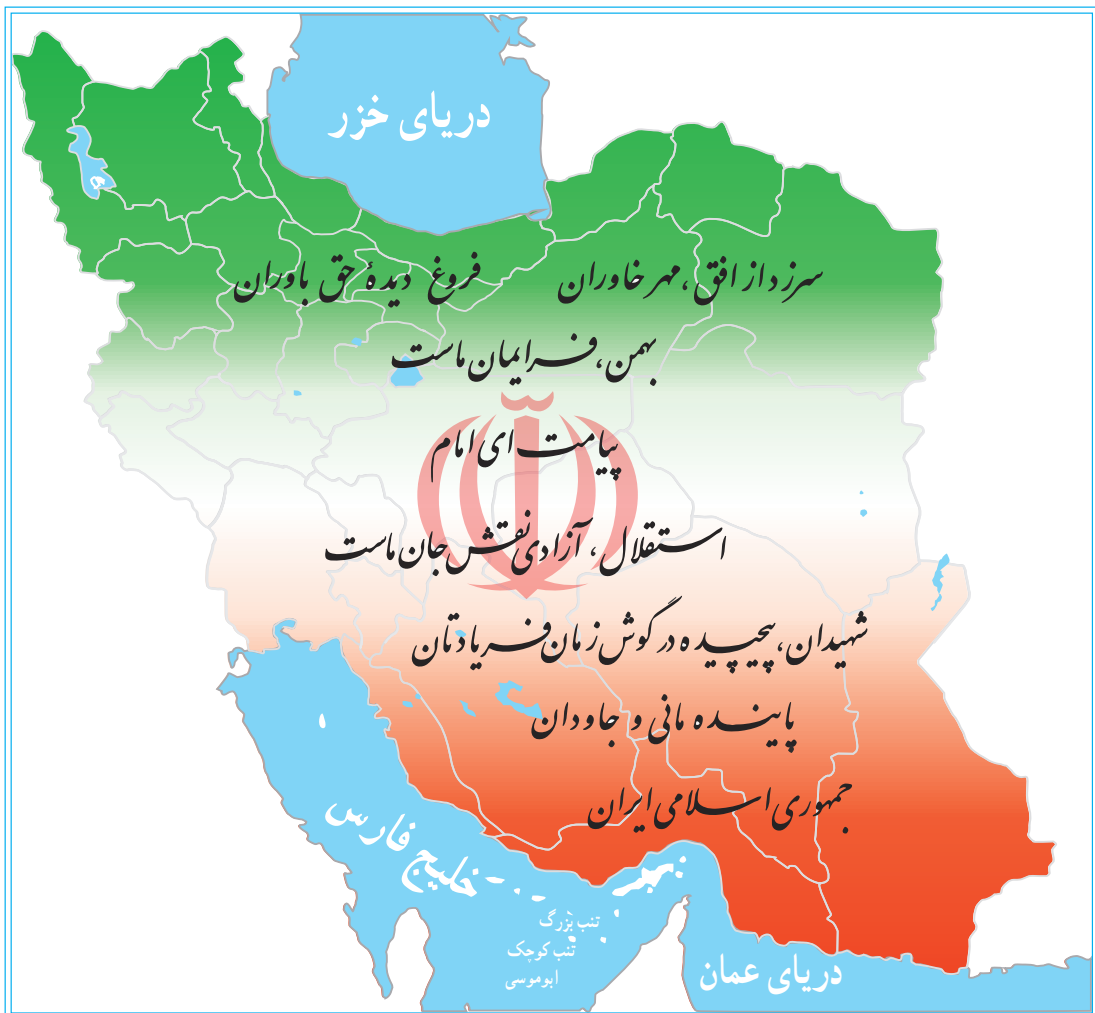 دریای خزر
سرزد از افق، مهر خاوران فروغ دیدهٔ حق باوران
بهمن، فر ایمان ماست
پیامت ای امام
استقلال، آزادی نقش جان ماست
شهیدان، پیچیده در گوش زمان فریادتان
پاینده مانی و جاودان
جمهوری اسلامی ایران
خلیج فارس
تنب بزرگ
تنب کوچک
ابوموسی
دریای عمان